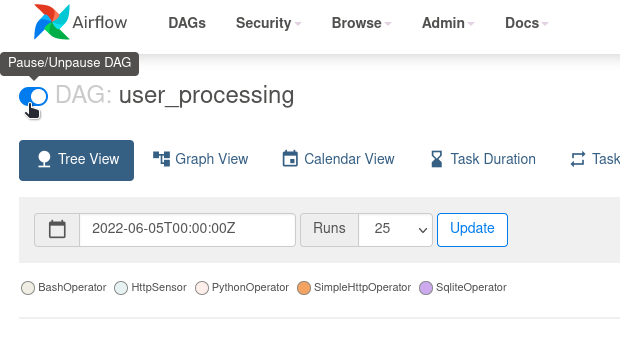 Airflow DAGs Security Browse Admin Docs
Pause/Unpause DAG
DAG: user_processing
Tree View Graph View Calendar View Task Duration Task
2022-06-05T00:00:00Z Runs 25 Update
BashOperator HttpSensor PythonOperator SimpleHttpOperator SqliteOperator